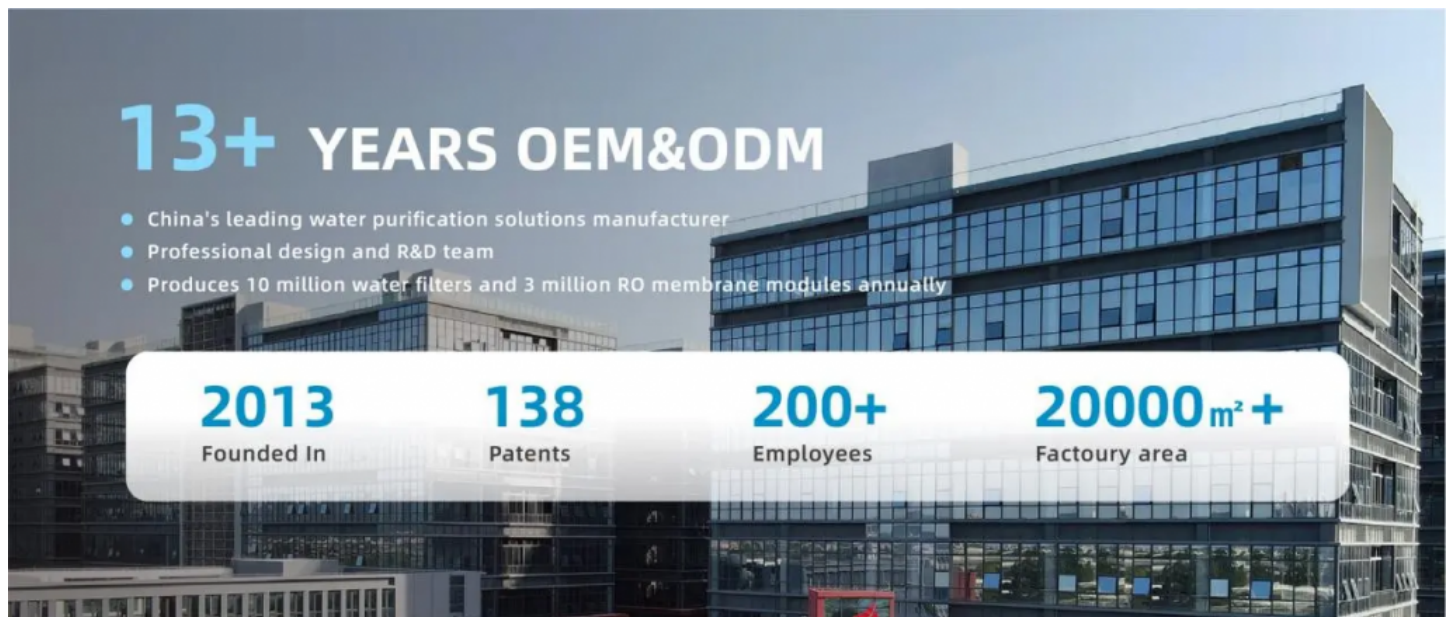 13+ YEARS OEM&ODM
China's leading water purification solutions manufacturer
Professional design and R&D team
Produces 10 million water filters and 3 million RO membrane modules annually
2013 138 200+ 20000m²+
Founded In Patents Employees Factoury area